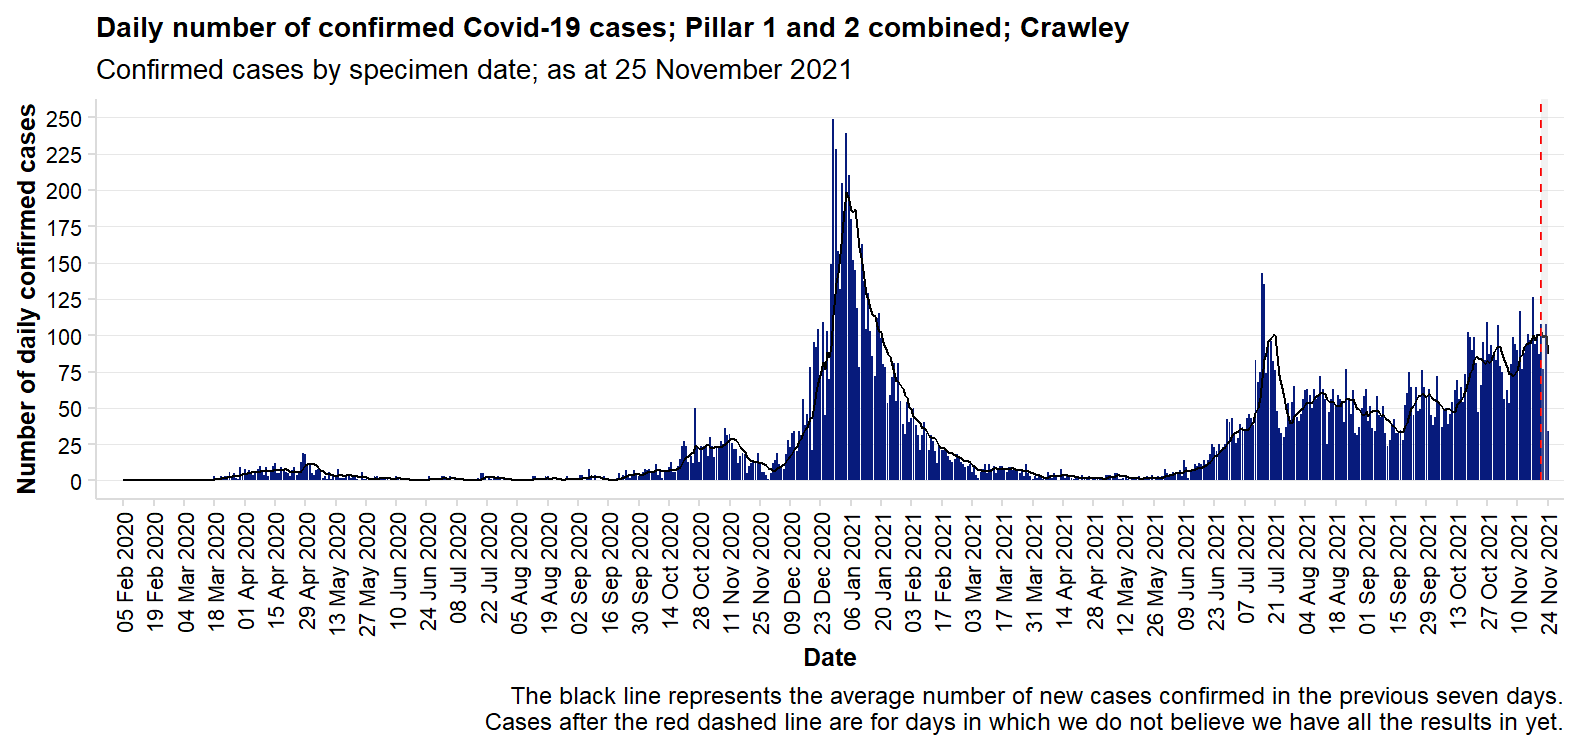 Daily number of confirmed Covid-19 cases; Pillar 1 and 2 combined; Crawley
Confirmed cases by specimen date; as at 25 November 2021
Number of daily confirmed cases
250
225
200
175
150
125
100
75
50
25
0
05 Feb 2020
19 Feb 2020
04 Mar 2020
18 Mar 2020
01 Apr 2020
15 Apr 2020
29 Apr 2020
13 May 2020
27 May 2020
10 Jun 2020
24 Jun 2020
08 Jul 2020
22 Jul 2020
05 Aug 2020
19 Aug 2020
02 Sep 2020
16 Sep 2020
30 Sep 2020
14 Oct 2020
28 Oct 2020
11 Nov 2020
25 Nov 2020
09 Dec 2020
23 Dec 2020
06 Jan 2021
20 Jan 2021
03 Feb 2021
17 Feb 2021
03 Mar 2021
17 Mar 2021
31 Mar 2021
14 Apr 2021
28 Apr 2021
12 May 2021
26 May 2021
09 Jun 2021
23 Jun 2021
07 Jul 2021
21 Jul 2021
04 Aug 2021
18 Aug 2021
01 Sep 2021
15 Sep 2021
29 Sep 2021
13 Oct 2021
27 Oct 2021
10 Nov 2021
24 Nov 2021
Date
The black line represents the average number of new cases confirmed in the previous seven days.
Cases after the red dashed line are for days in which we do not believe we have all the results in yet.